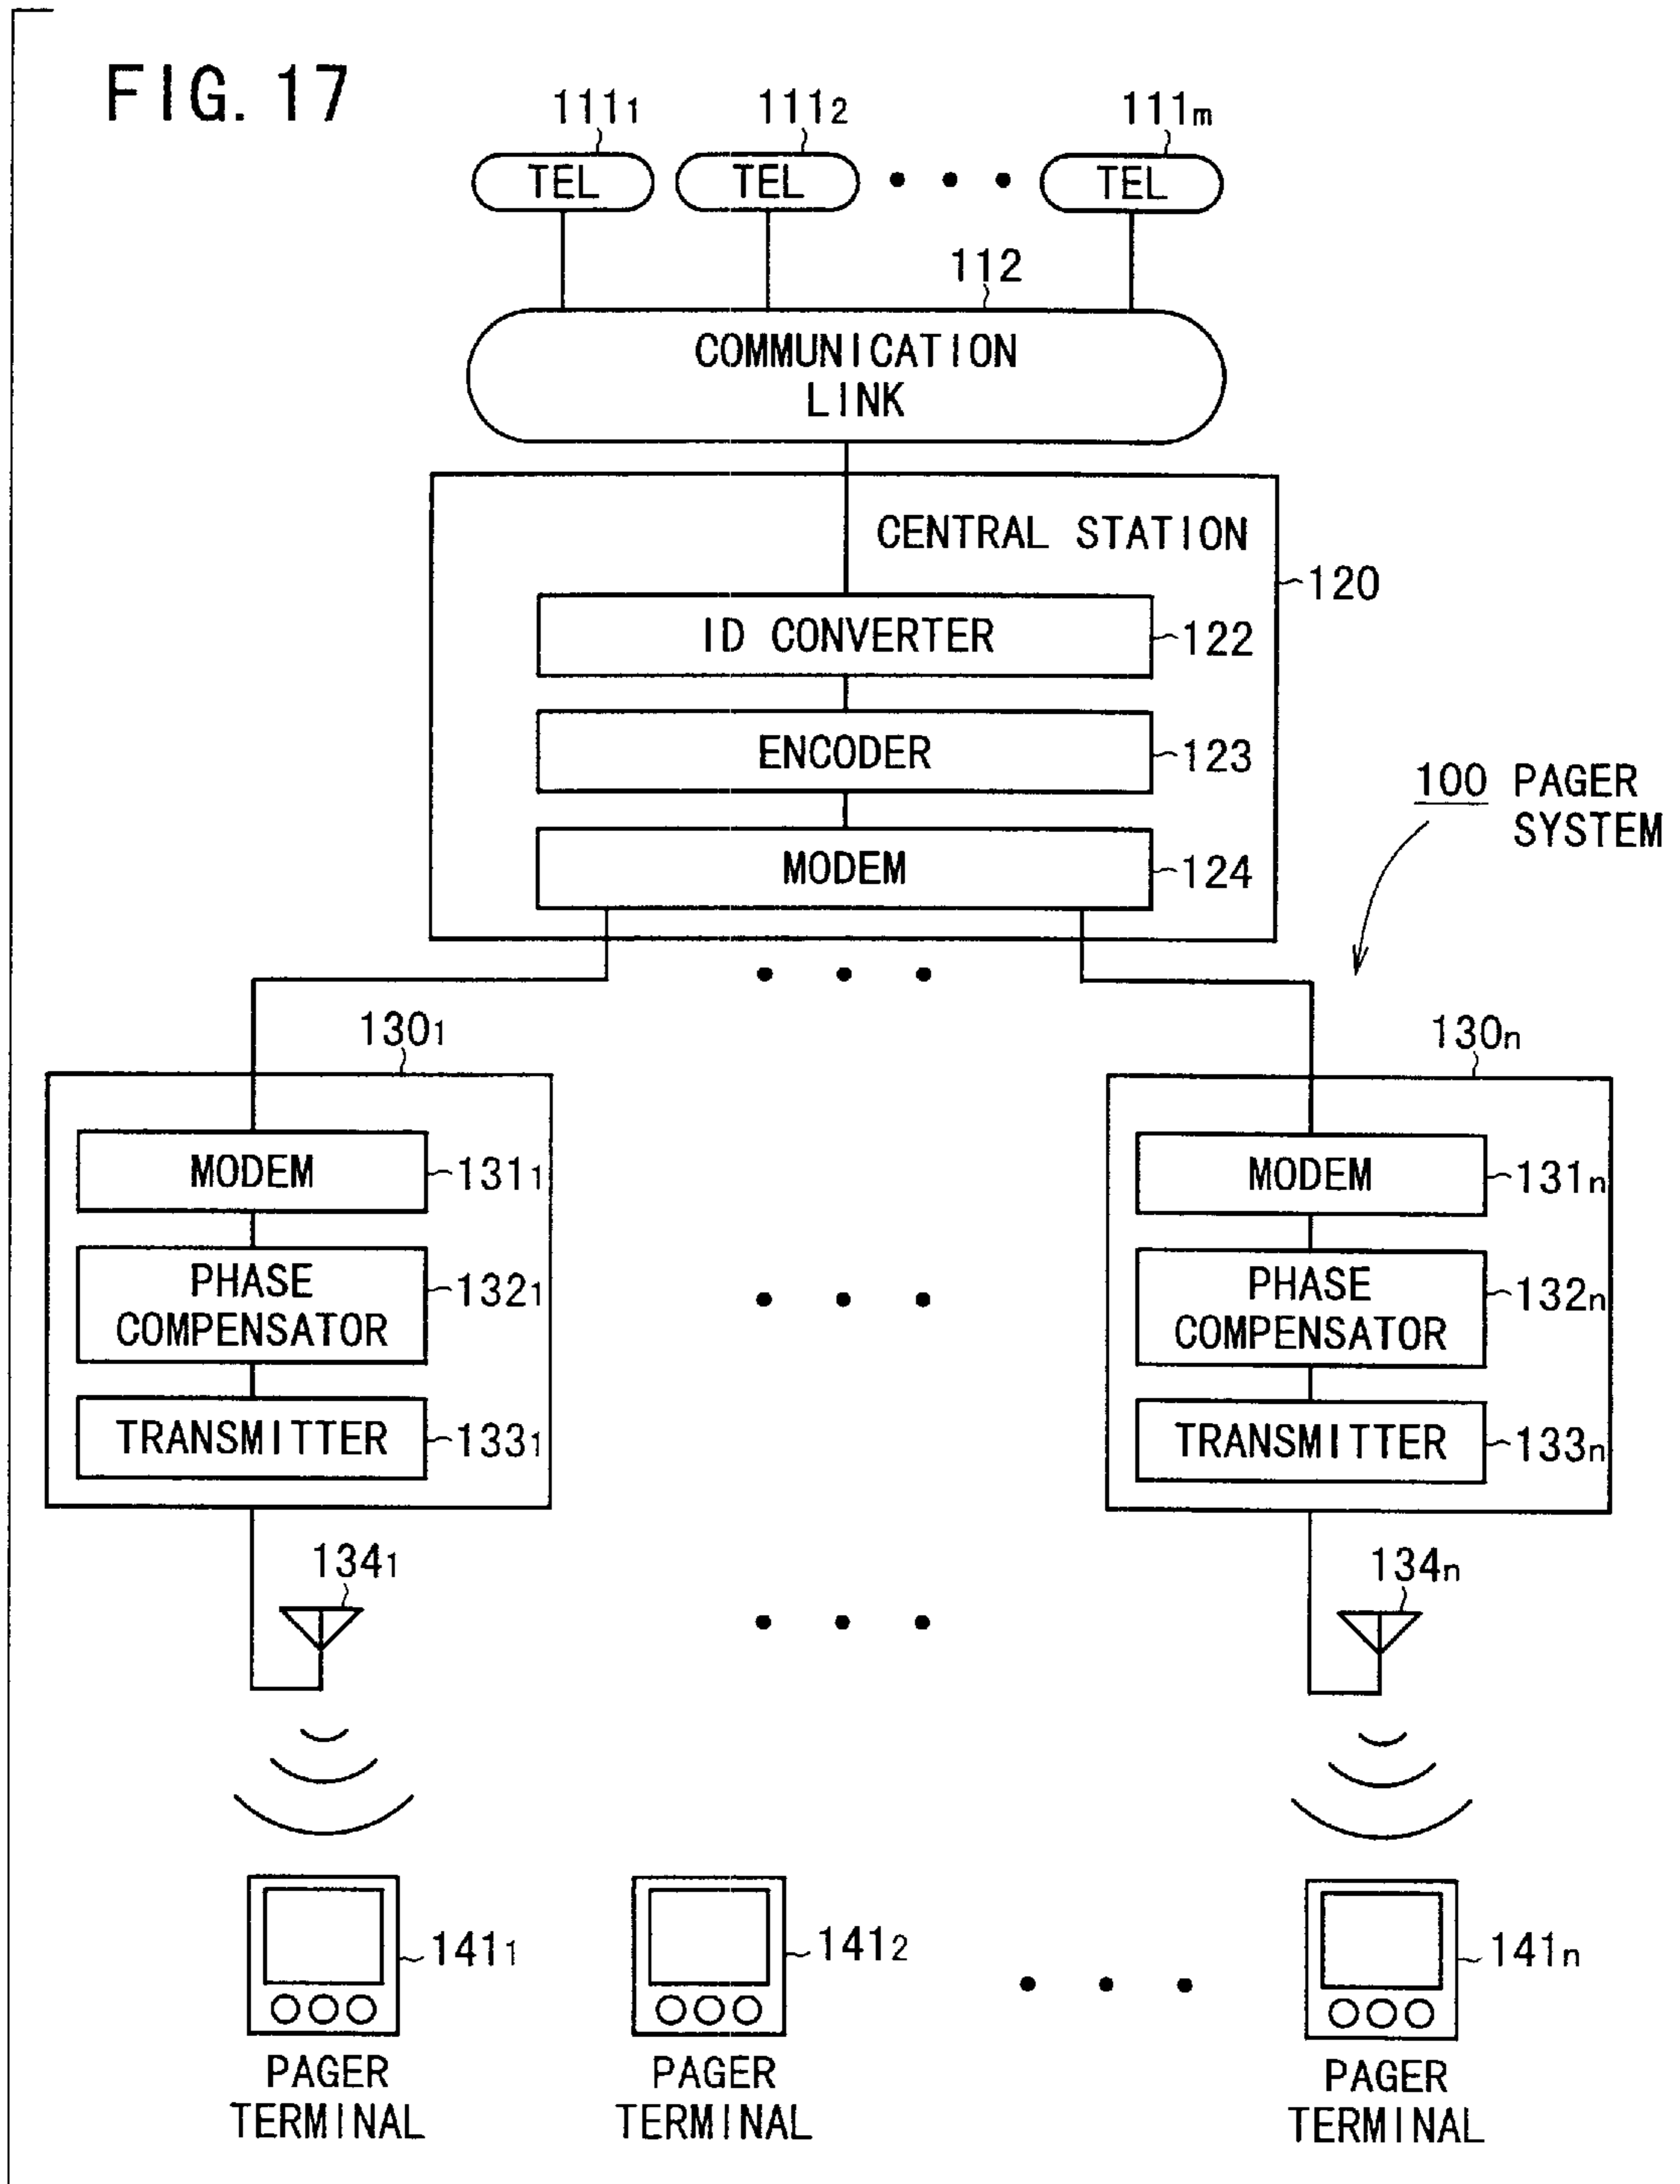 FIG. 17
111₁ 111₂ 111ₘ
TEL TEL • • • TEL
112
COMMUNICATION
LINK
CENTRAL STATION
120
ID CONVERTER 122
ENCODER 123
100 PAGER
SYSTEM
MODEM 124
• • •
130₁ 130ₙ
MODEM 131₁ MODEM 131ₙ
PHASE
COMPENSATOR 132₁ • • • PHASE
COMPENSATOR 132ₙ
TRANSMITTER 133₁ TRANSMITTER 133ₙ
134₁ • • • 134ₙ
141₁ 141₂ • • • 141ₙ
PAGER
TERMINAL
PAGER
TERMINAL
PAGER
TERMINAL